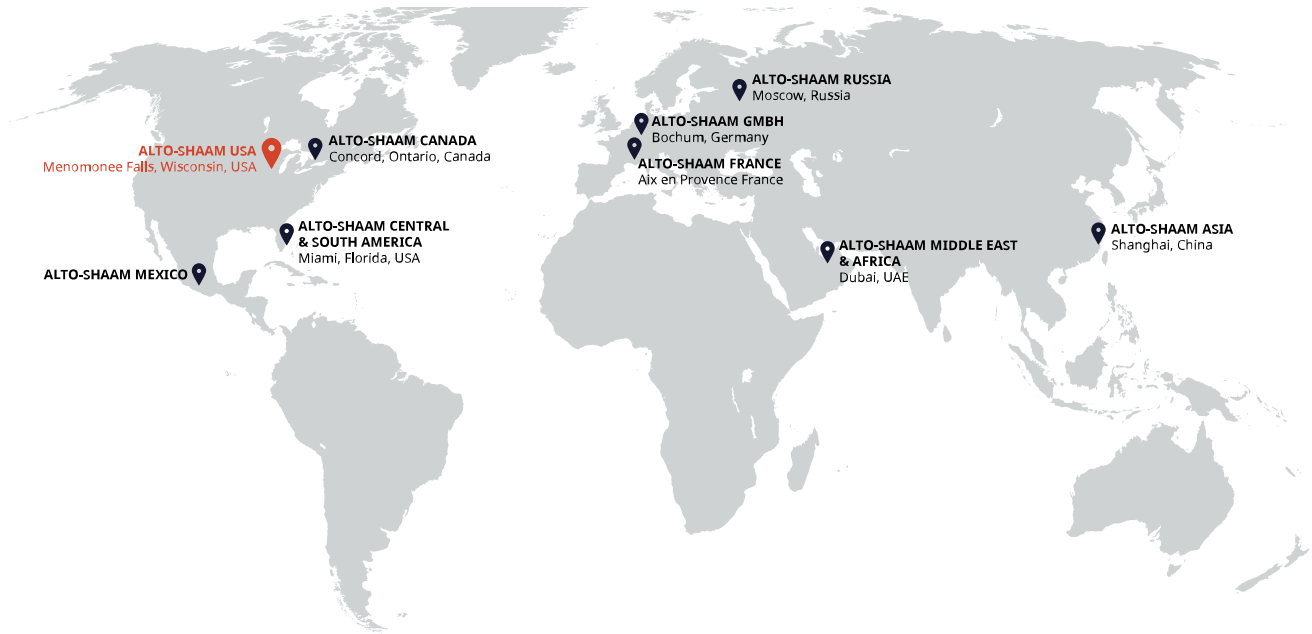 ALTO-SHAAM RUSSIA
Moscow, Russia
ALTO-SHAAM GMBH
Bochum, Germany
ALTO-SHAAM FRANCE
Aix en Provence France
ALTO-SHAAM USA
Menomonee Falls, Wisconsin, USA
ALTO-SHAAM CANADA
Concord, Ontario, Canada
ALTO-SHAAM CENTRAL
& SOUTH AMERICA
Miami, Florida, USA
ALTO-SHAAM MEXICO
ALTO-SHAAM MIDDLE EAST
& AFRICA
Dubai, UAE
ALTO-SHAAM ASIA
Shanghai, China